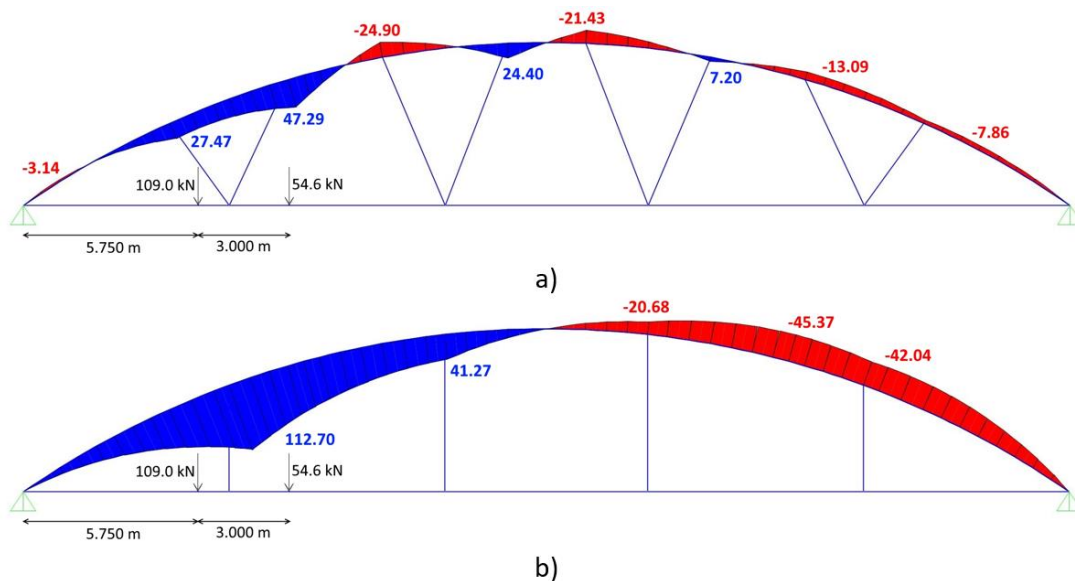 -24.90
-21.43
24.40
7.20
-13.09
47.29
27.47
-7.86
-3.14
109.0 kN
54.6 kN
5.750 m
3.000 m
a)
-20.68
-45.37
-42.04
41.27
112.70
109.0 kN
54.6 kN
5.750 m
3.000 m
b)